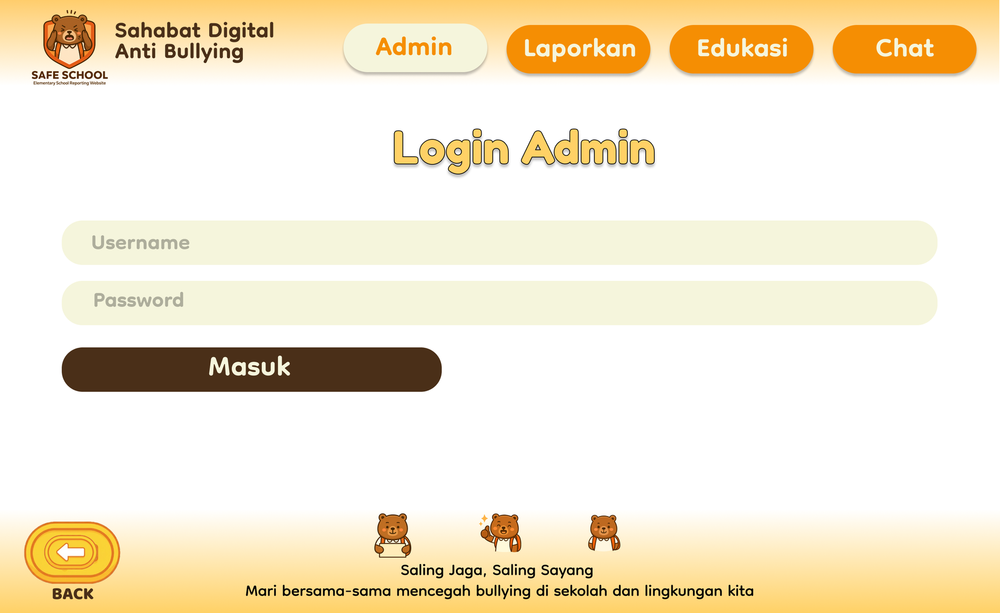 Sahabat Digital
Anti Bullying
SAFE SCHOOL
Elementary School Reporting Website
Admin
Laporkan
Edukasi
Chat
Login Admin
Username
Password
Masuk
BACK
Saling Jaga, Saling Sayang
Mari bersama-sama mencegah bullying di sekolah dan lingkungan kita